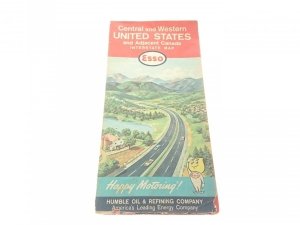 Central and Western
UNITED STATES
and Adjacent Canada
INTERSTATE MAP
Esso
Happy Motoring!
HUMBLE OIL & REFINING COMPANY
America's Leading Energy Company